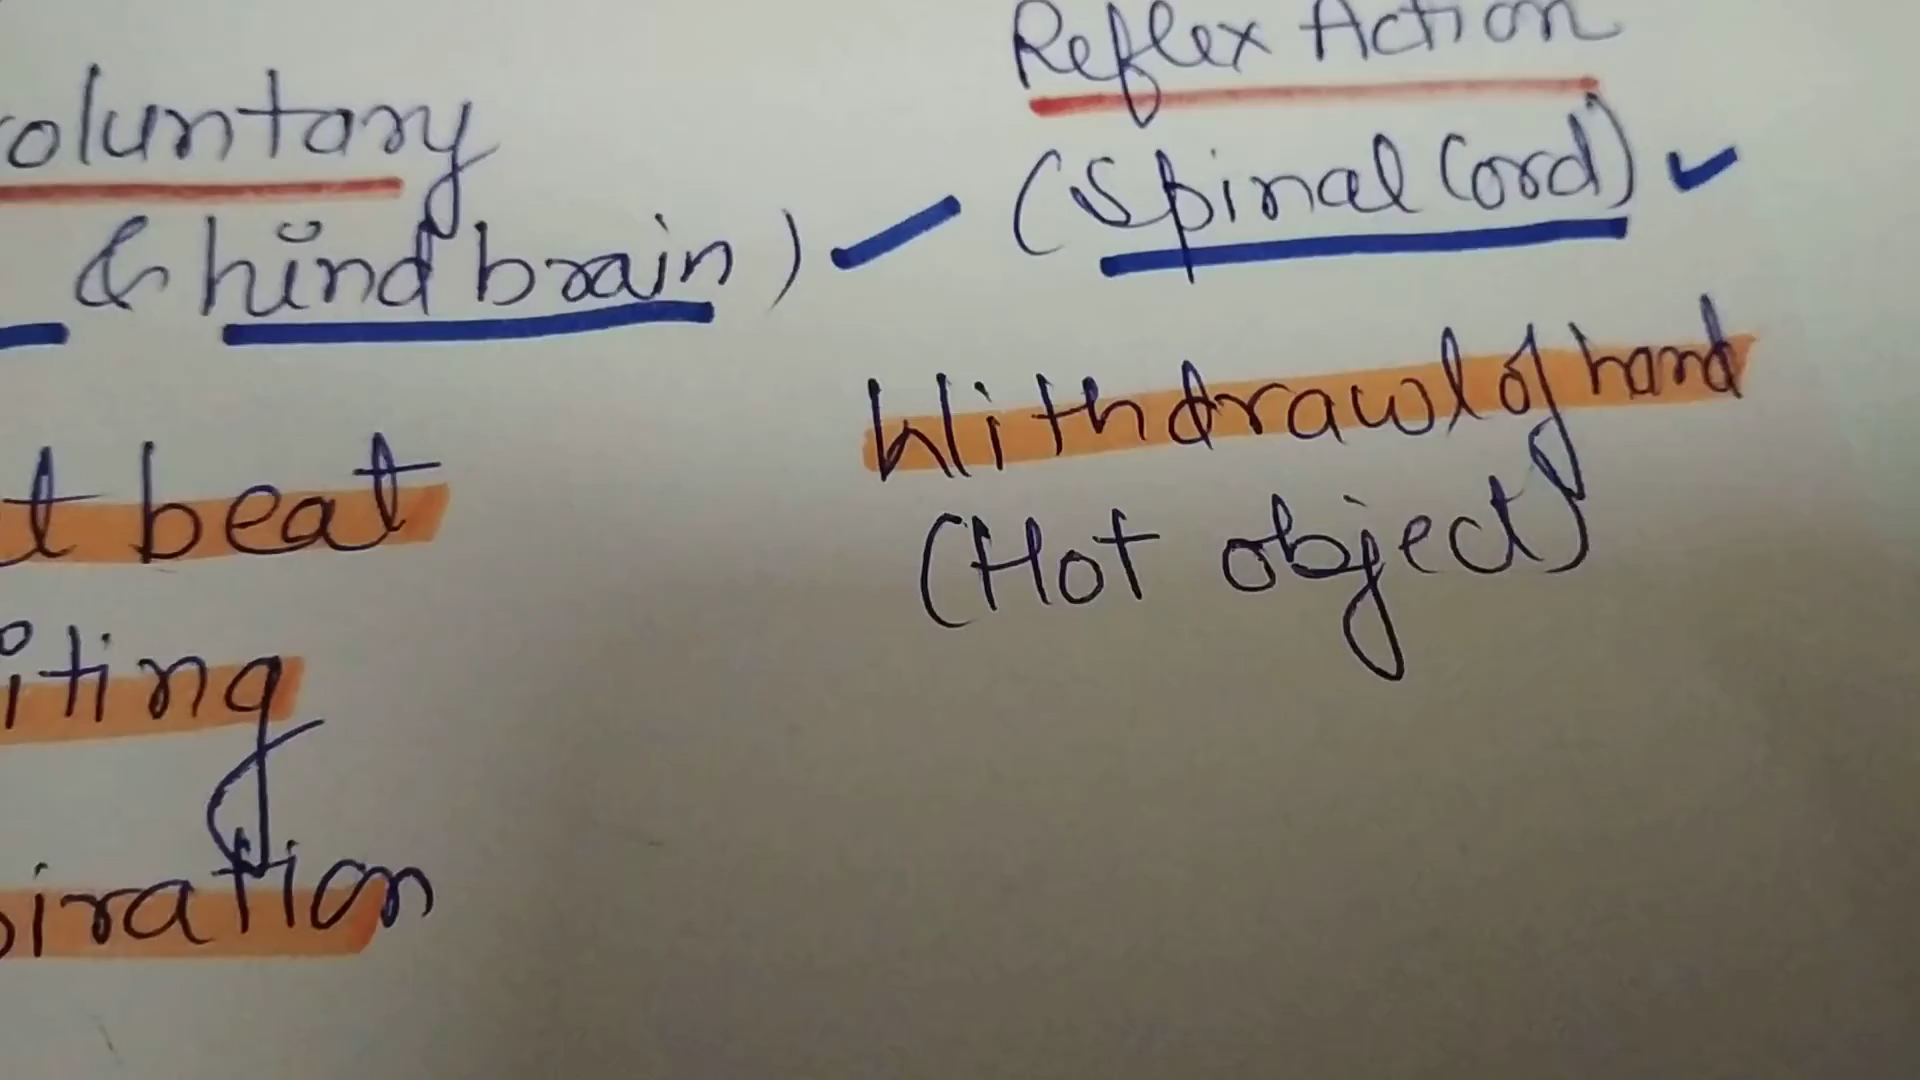 Reflex Action
(Spinal Cord)
Withdrawl of hand
(Hot object)
oluntary
& hind brain)
t beat
iting
iration